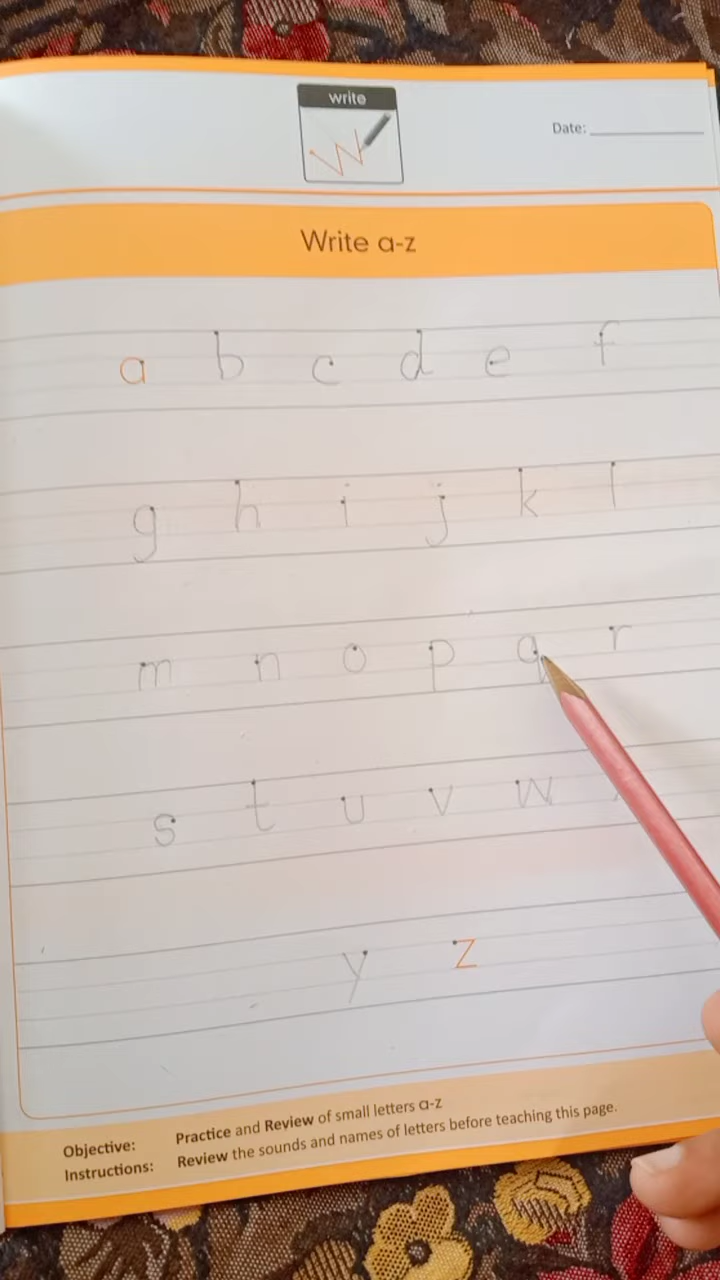 write
W
Date:
Write a-z
a b c d e f
g h i j k l
m n o p q r
s t u v w
y z
Objective: Practice and Review of small letters a-z
Instructions: Review the sounds and names of letters before teaching this page.